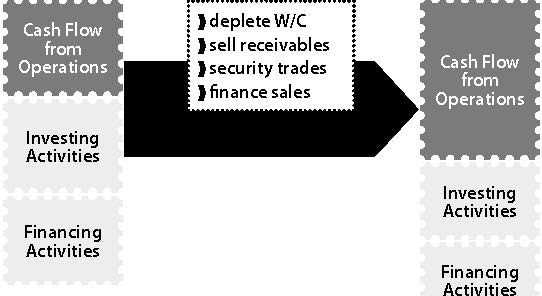 Cash Flow
from
Operations
Investing
Activities
Financing
Activities
deplete W/C
sell receivables
security trades
finance sales
Cash Flow
from
Operations
Investing
Activities
Financing
Activities